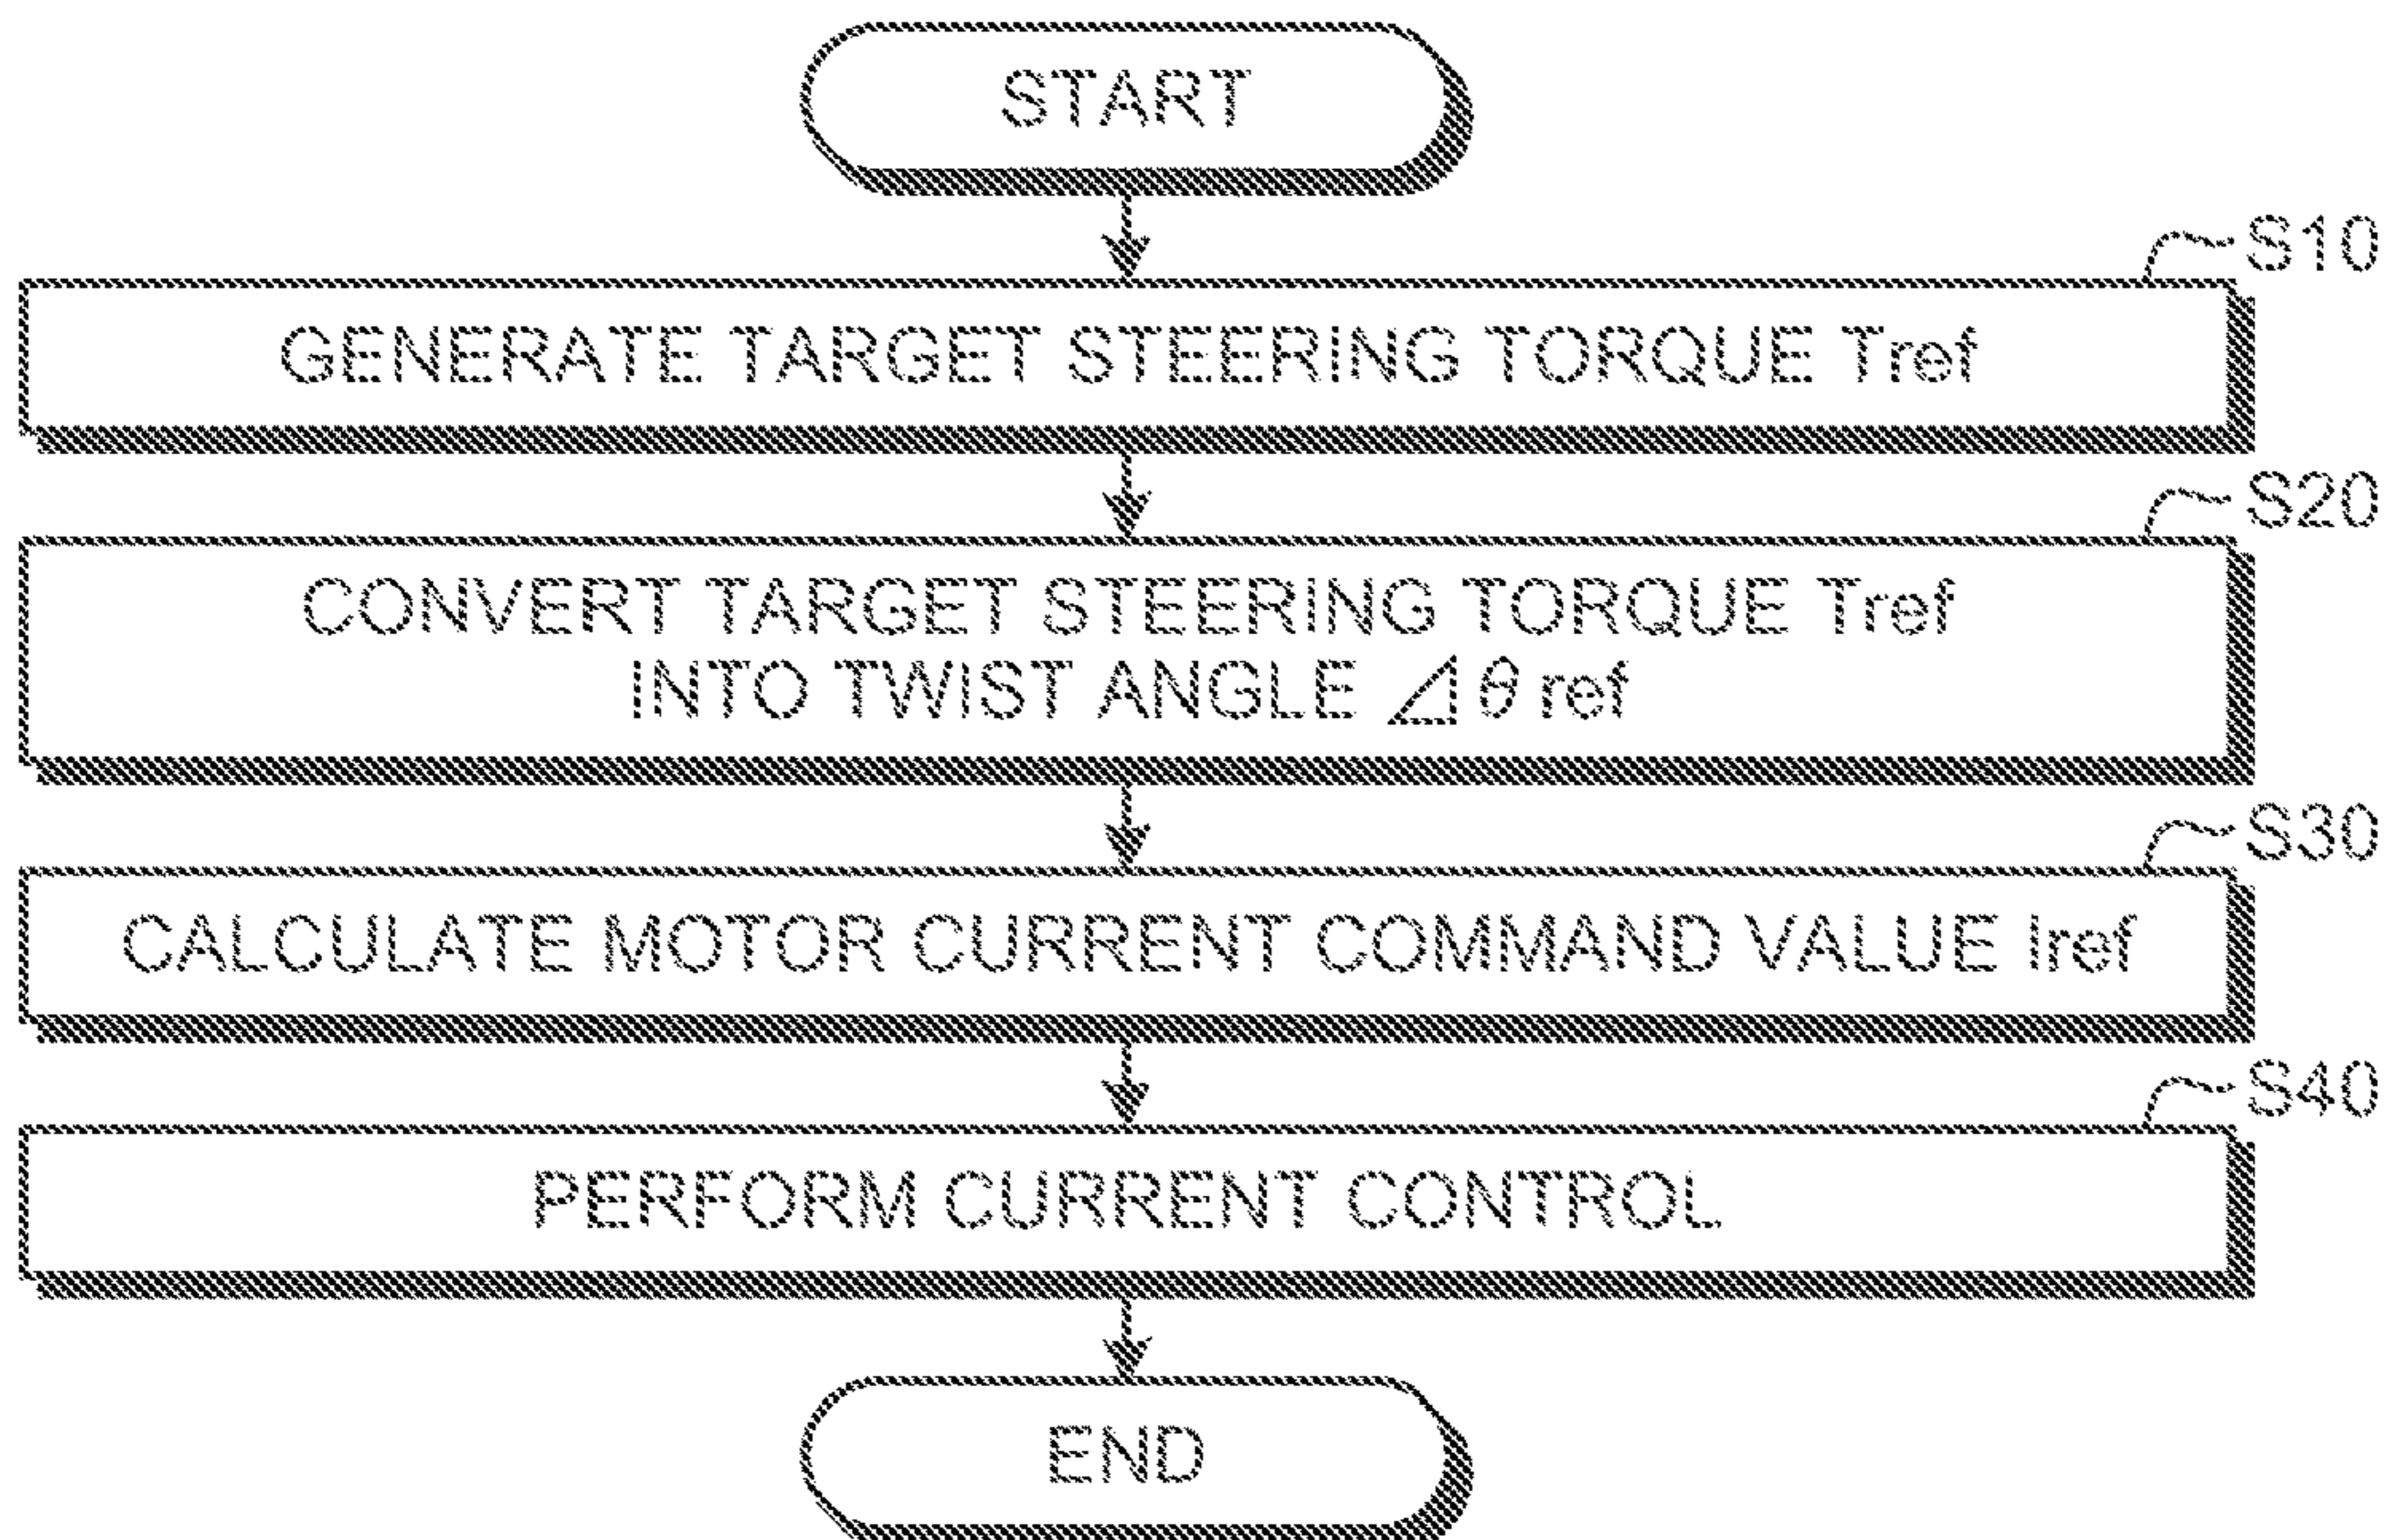 START
S10
GENERATE TARGET STEERING TORQUE Tref
S20
CONVERT TARGET STEERING TORQUE Tref
INTO TWIST ANGLE ⊿θref
S30
CALCULATE MOTOR CURRENT COMMAND VALUE Iref
S40
PERFORM CURRENT CONTROL
END